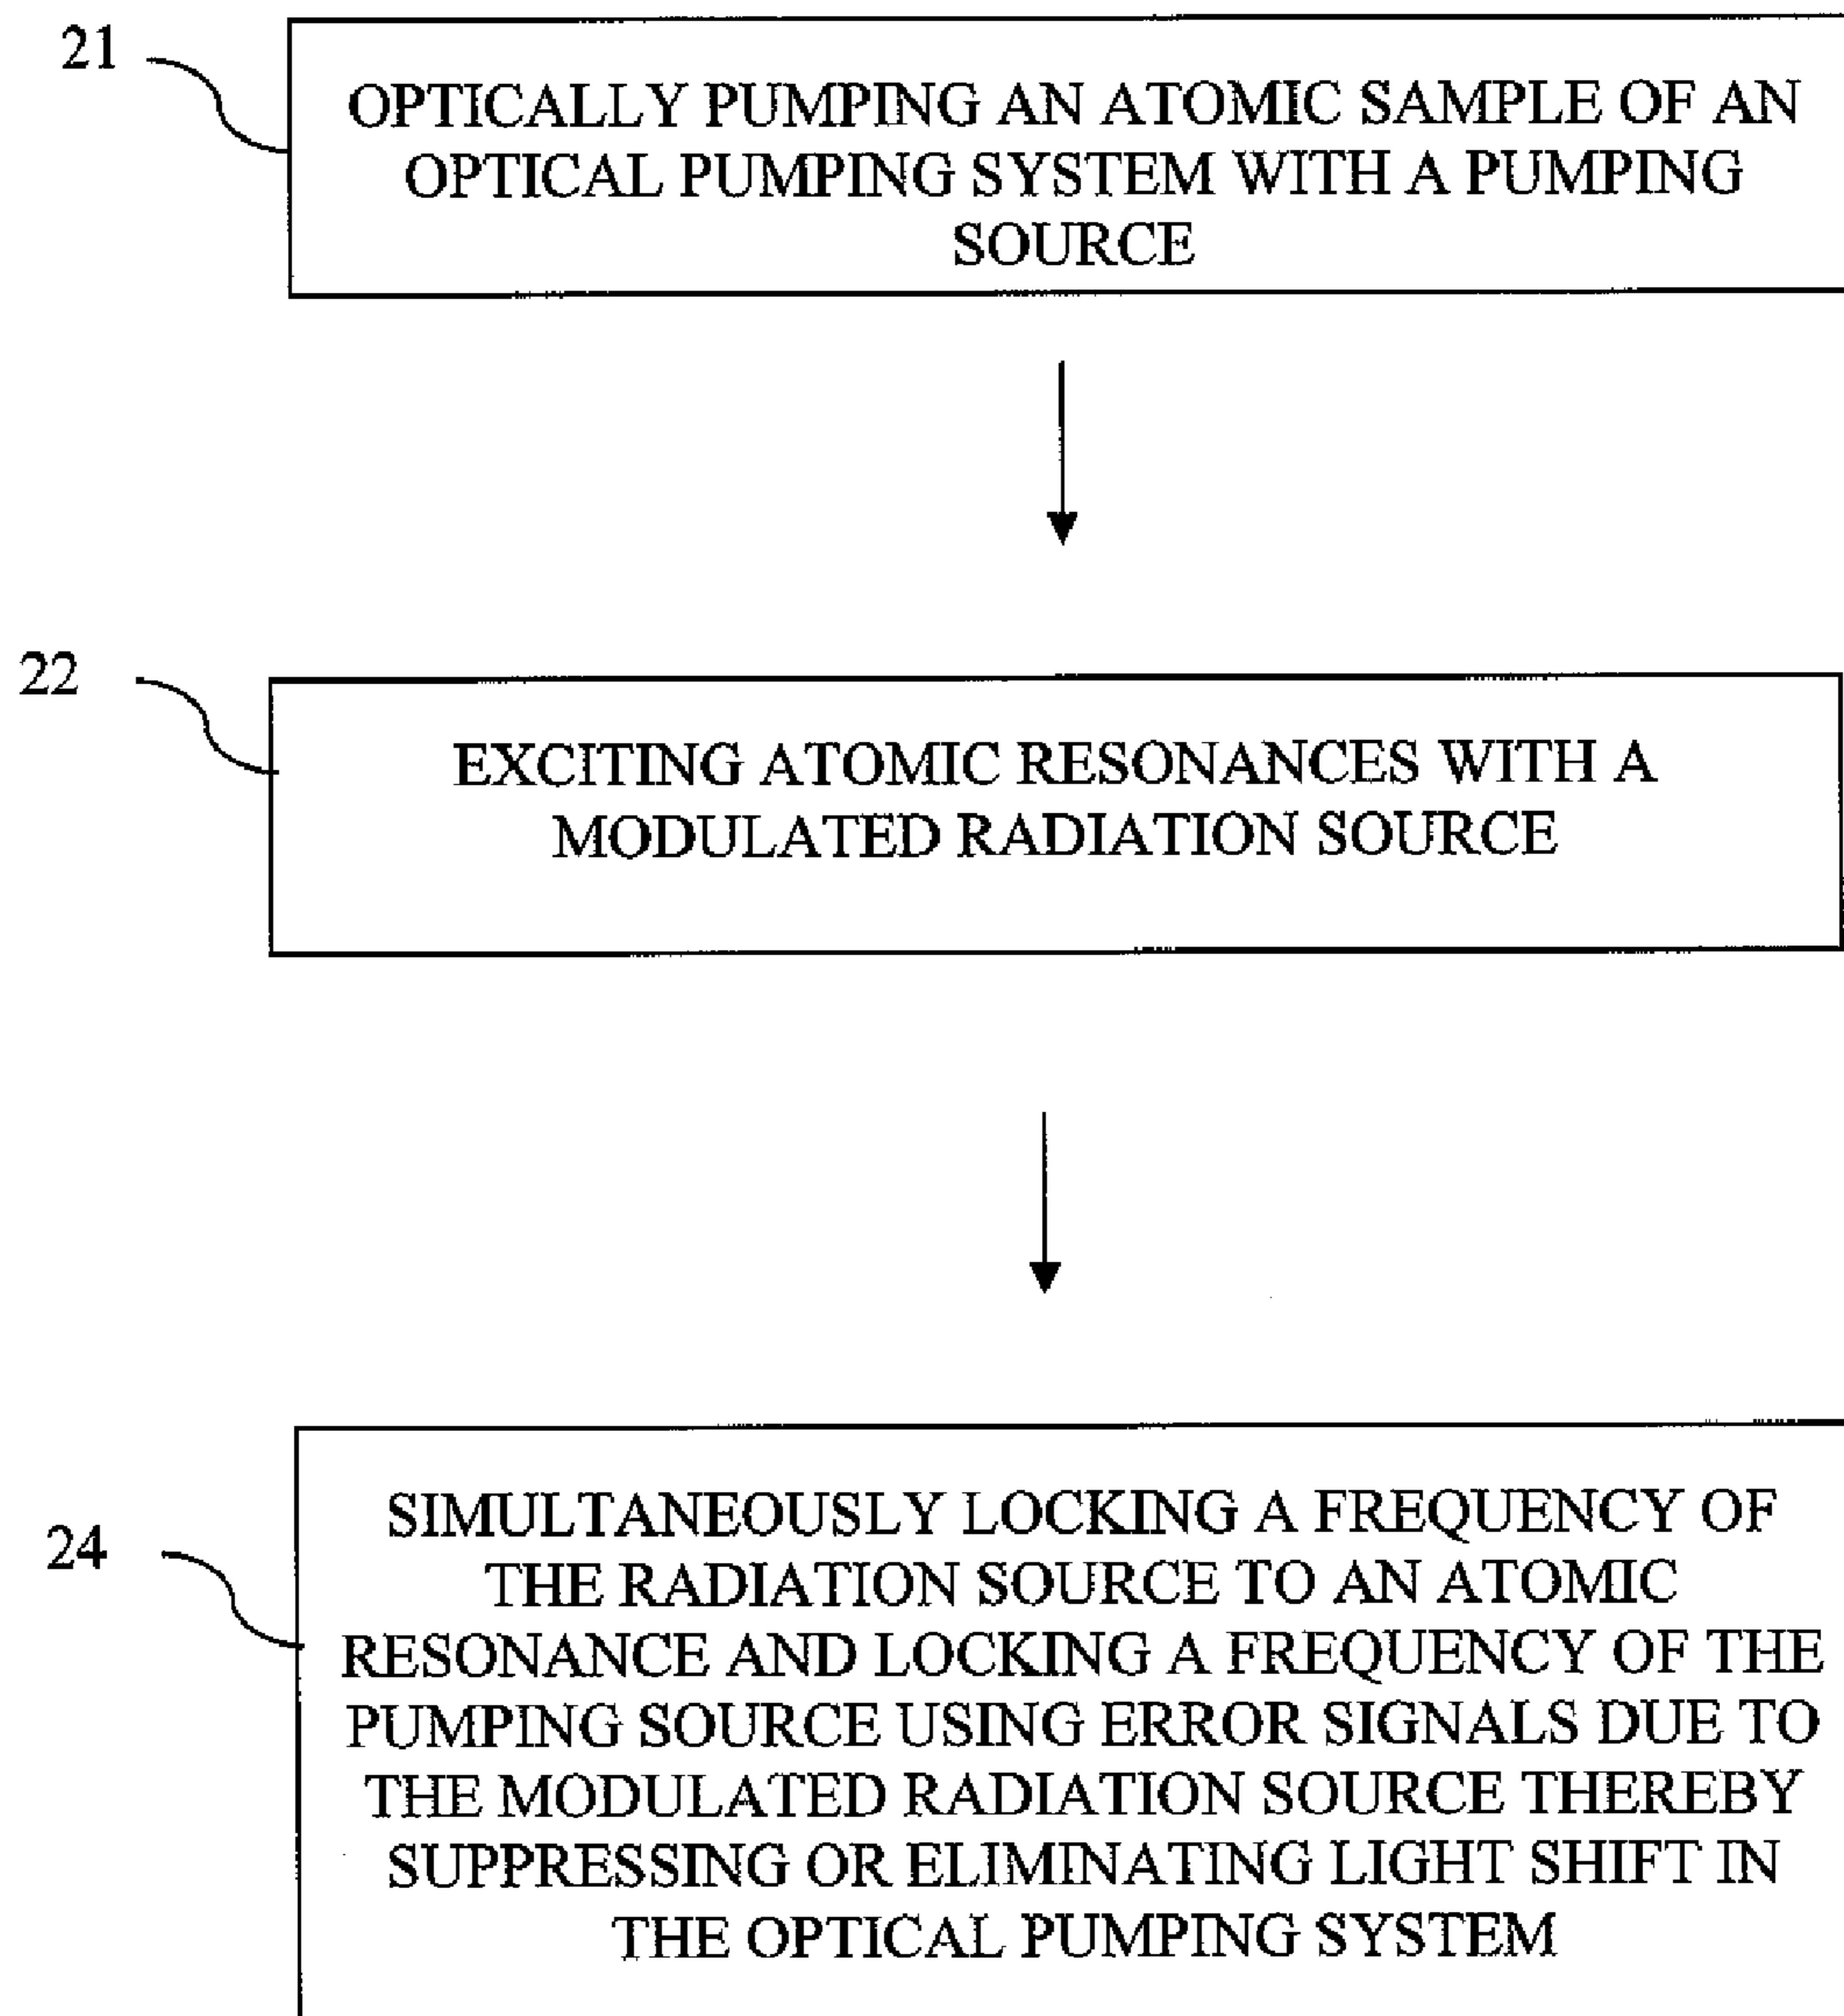 21
OPTICALLY PUMPING AN ATOMIC SAMPLE OF AN
OPTICAL PUMPING SYSTEM WITH A PUMPING
SOURCE
22
EXCITING ATOMIC RESONANCES WITH A
MODULATED RADIATION SOURCE
24
SIMULTANEOUSLY LOCKING A FREQUENCY OF
THE RADIATION SOURCE TO AN ATOMIC
RESONANCE AND LOCKING A FREQUENCY OF THE
PUMPING SOURCE USING ERROR SIGNALS DUE TO
THE MODULATED RADIATION SOURCE THEREBY
SUPPRESSING OR ELIMINATING LIGHT SHIFT IN
THE OPTICAL PUMPING SYSTEM